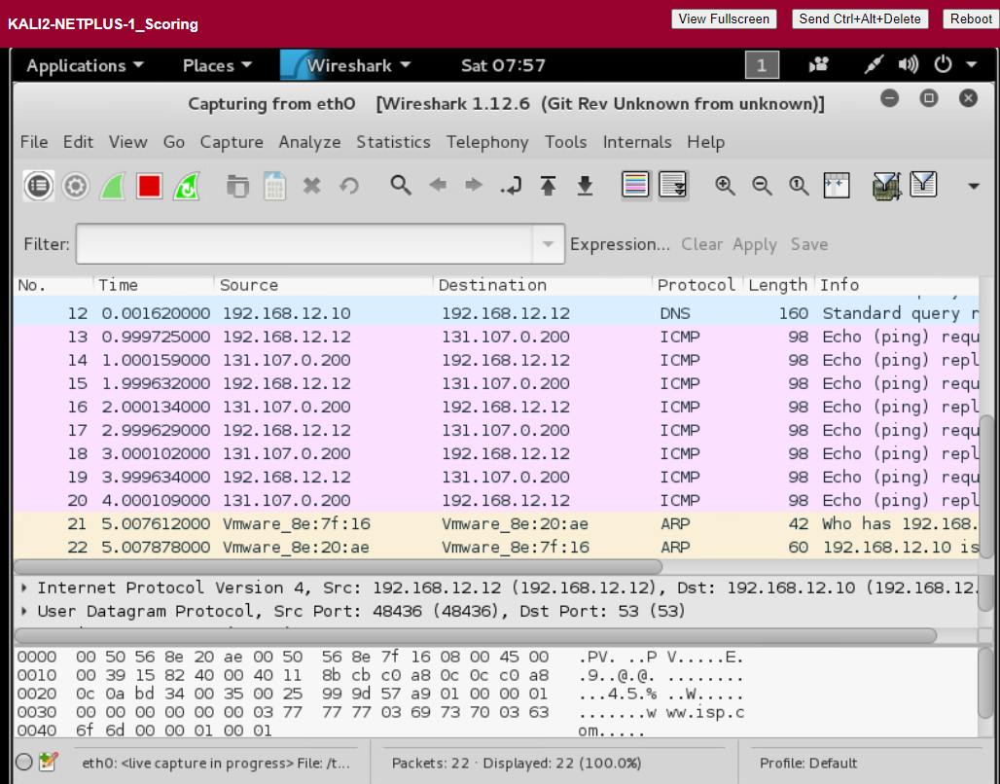 KALI2-NETPLUS-1_Scoring View Fullscreen Send Ctrl+Alt+Delete Reboot
Applications Places Wireshark Sat 07:57 1
Capturing from eth0 [Wireshark 1.12.6 (Git Rev Unknown from unknown)]
File Edit View Go Capture Analyze Statistics Telephony Tools Internals Help
Filter: Expression... Clear Apply Save
No. Time Source Destination Protocol Length Info
12 0.001620000 192.168.12.10 192.168.12.12 DNS 160 Standard query r
13 0.999725000 192.168.12.12 131.107.0.200 ICMP 98 Echo (ping) requ
14 1.000159000 131.107.0.200 192.168.12.12 ICMP 98 Echo (ping) repl
15 1.999632000 192.168.12.12 131.107.0.200 ICMP 98 Echo (ping) requ
16 2.000134000 131.107.0.200 192.168.12.12 ICMP 98 Echo (ping) repl
17 2.999629000 192.168.12.12 131.107.0.200 ICMP 98 Echo (ping) requ
18 3.000102000 131.107.0.200 192.168.12.12 ICMP 98 Echo (ping) repl
19 3.999634000 192.168.12.12 131.107.0.200 ICMP 98 Echo (ping) requ
20 4.000109000 131.107.0.200 192.168.12.12 ICMP 98 Echo (ping) repl
21 5.007612000 Vmware_8e:7f:16 Vmware_8e:20:ae ARP 42 Who has 192.168.
22 5.007878000 Vmware_8e:20:ae Vmware_8e:7f:16 ARP 60 192.168.12.10 is
Internet Protocol Version 4, Src: 192.168.12.12 (192.168.12.12), Dst: 192.168.12.10 (192.168.12.
User Datagram Protocol, Src Port: 48436 (48436), Dst Port: 53 (53)
0000 00 50 56 8e 20 ae 00 50 56 8e 7f 16 08 00 45 00 .PV. ..P V.....E.
0010 00 39 15 82 40 00 40 11 8b cb c0 a8 0c 0c c0 a8 .9..@.@. ........
0020 0c 0a bd 34 00 35 00 25 99 9d 57 a9 01 00 00 01 ...4.5.% ..W.....
0030 00 00 00 00 00 00 03 77 77 77 03 69 73 70 03 63 .......w ww.isp.c
0040 6f 6d 00 00 01 00 01 om.....
eth0: <live capture in progress> File: /t... Packets: 22 · Displayed: 22 (100.0%) Profile: Default